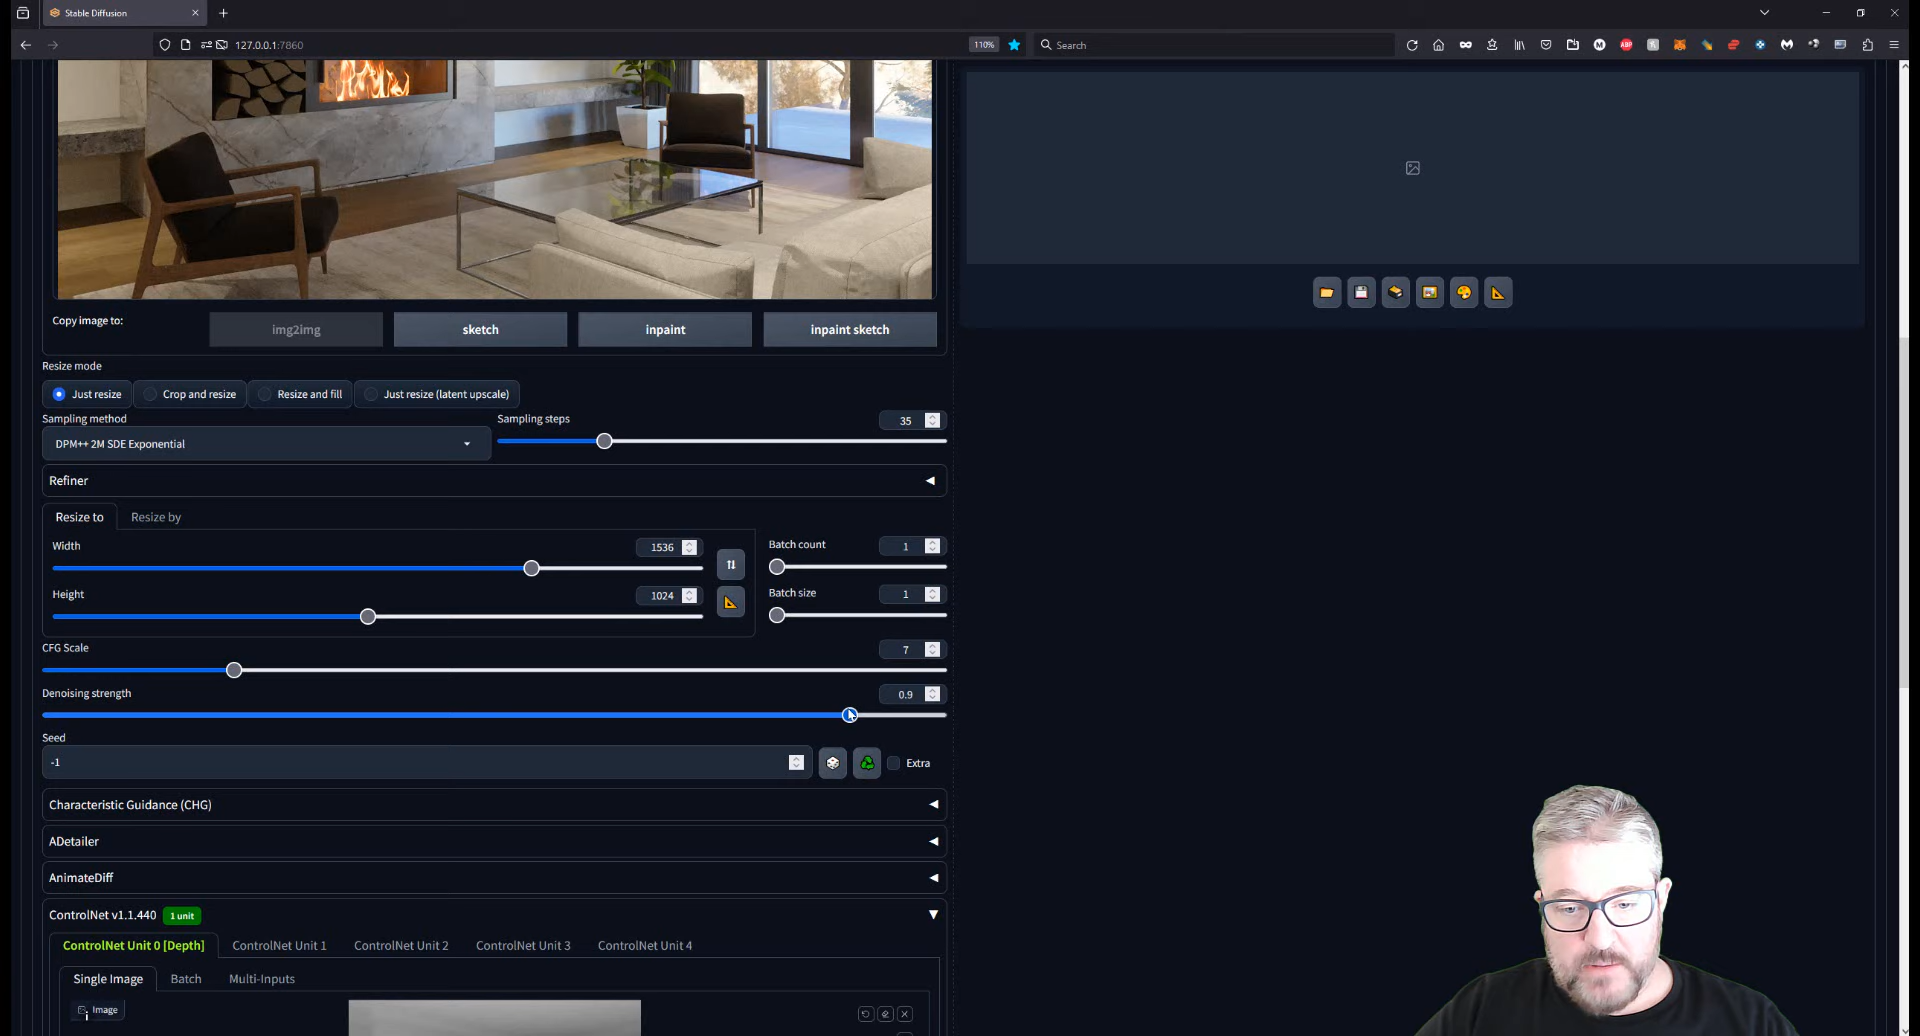 Stable Diffusion
127.0.0.1:7860
110%
Search
Copy image to:
img2img
sketch
inpaint
inpaint sketch
Resize mode
Just resize
Crop and resize
Resize and fill
Just resize (latent upscale)
Sampling method
Sampling steps
35
DPM++ 2M SDE Exponential
Refiner
Resize to
Resize by
Width
1536
Batch count
1
Height
1024
Batch size
1
CFG Scale
7
Denoising strength
0.9
Seed
-1
Extra
Characteristic Guidance (CHG)
ADetailer
AnimateDiff
ControlNet v1.1.440
1 unit
ControlNet Unit 0 [Depth]
ControlNet Unit 1
ControlNet Unit 2
ControlNet Unit 3
ControlNet Unit 4
Single Image
Batch
Multi-Inputs
Image